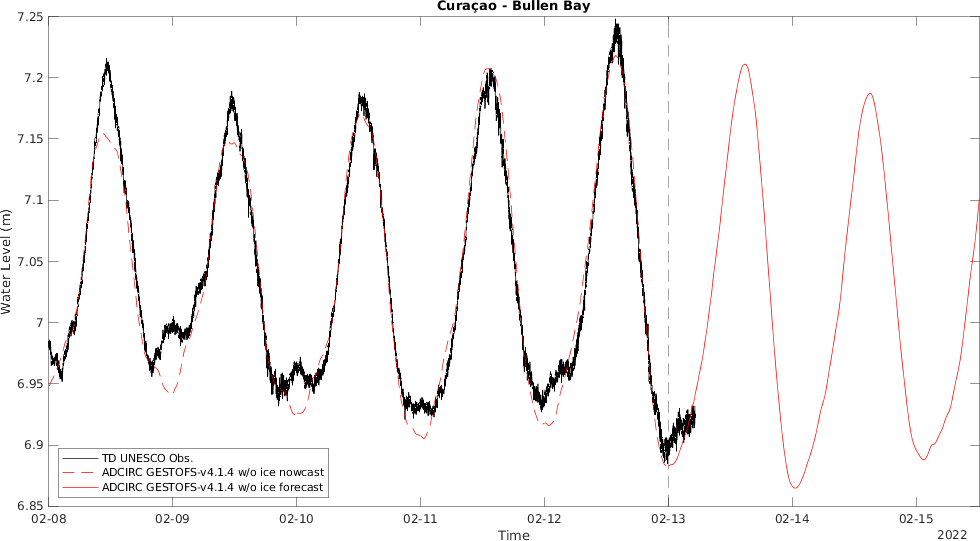 Curaçao - Bullen Bay
7.25
7.2
7.15
7.1
7.05
7
6.95
6.9
6.85
Water Level (m)
TD UNESCO Obs.
ADCIRC GESTOFS-v4.1.4 w/o ice nowcast
ADCIRC GESTOFS-v4.1.4 w/o ice forecast
02-08 02-09 02-10 02-11 02-12 02-13 02-14 02-15
Time
2022